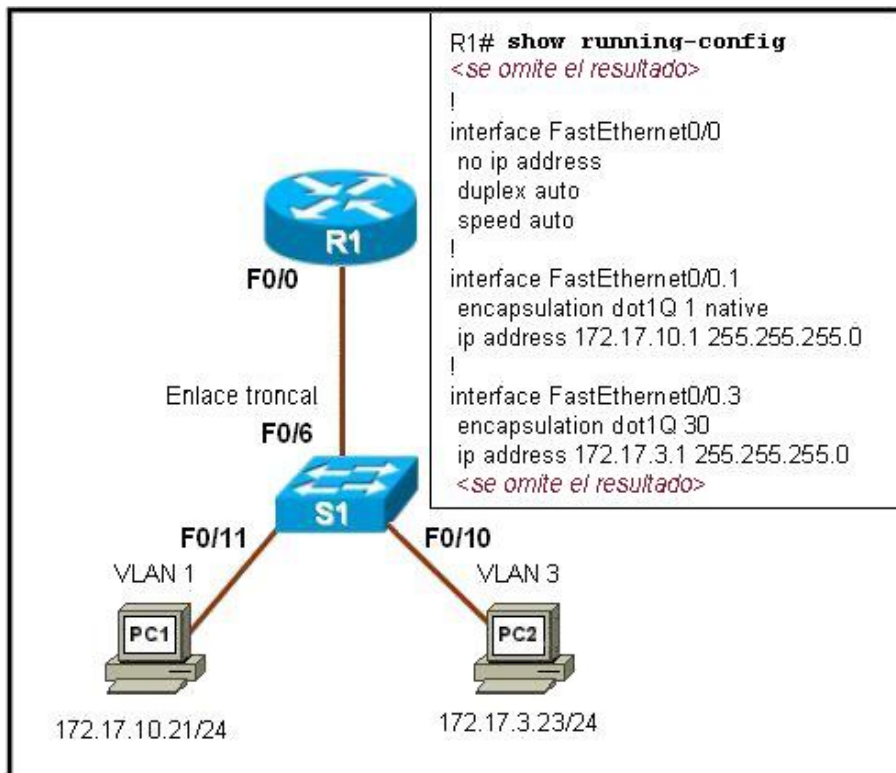 R1# show running-config
<se omite el resultado>
!
interface FastEthernet0/0
no ip address
duplex auto
speed auto
!
interface FastEthernet0/0.1
encapsulation dot1Q 1 native
ip address 172.17.10.1 255.255.255.0
!
interface FastEthernet0/0.3
encapsulation dot1Q 30
ip address 172.17.3.1 255.255.255.0
<se omite el resultado>
R1
F0/0
Enlace troncal
F0/6
S1
F0/11
F0/10
VLAN 1
VLAN 3
PC1
PC2
172.17.10.21/24
172.17.3.23/24